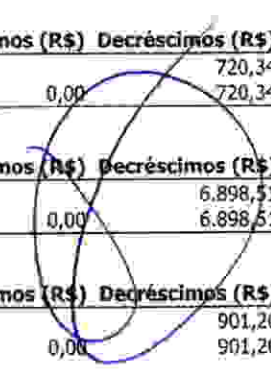 mos (R$) Decréscimos (R$)
720,34
0,00 720,34
mos (R$) Decréscimos (R$)
6.898,51
0,00 6.898,51
mos (R$) Decréscimos (R$)
901,20
0,00 901,20